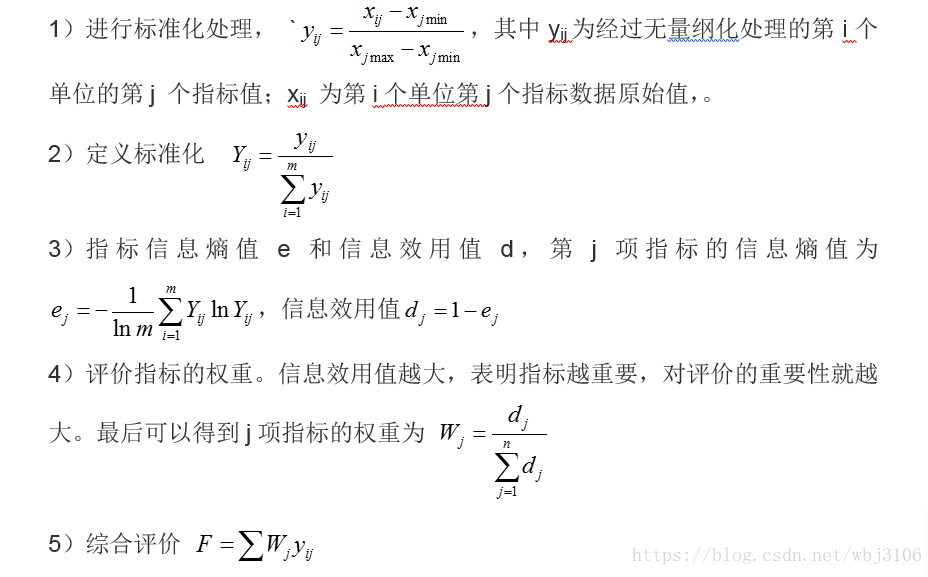 1）进行标准化处理， ` y_{ij} = \frac{x_{ij} - x_{j\min}}{x_{j\max} - x_{j\min}}，其中 y_{ij} 为经过无量纲化处理的第 i 个
单位的第 j 个指标值；x_{ij} 为第 i 个单位第 j 个指标数据原始值，。
2）定义标准化 Y_{ij} = \frac{y_{ij}}{\sum_{i=1}^{m} y_{ij}}
3）指标信息熵值 e 和信息效用值 d，第 j 项指标的信息熵值为
e_j = -\frac{1}{\ln m} \sum_{i=1}^{m} Y_{ij} \ln Y_{ij}，信息效用值 d_j = 1 - e_j
4）评价指标的权重。信息效用值越大，表明指标越重要，对评价的重要性就越
大。最后可以得到 j 项指标的权重为 W_j = \frac{d_j}{\sum_{j=1}^{n} d_j}
5）综合评价 F = \sum W_j y_{ij}
https://blog.csdn.net/wbj3106